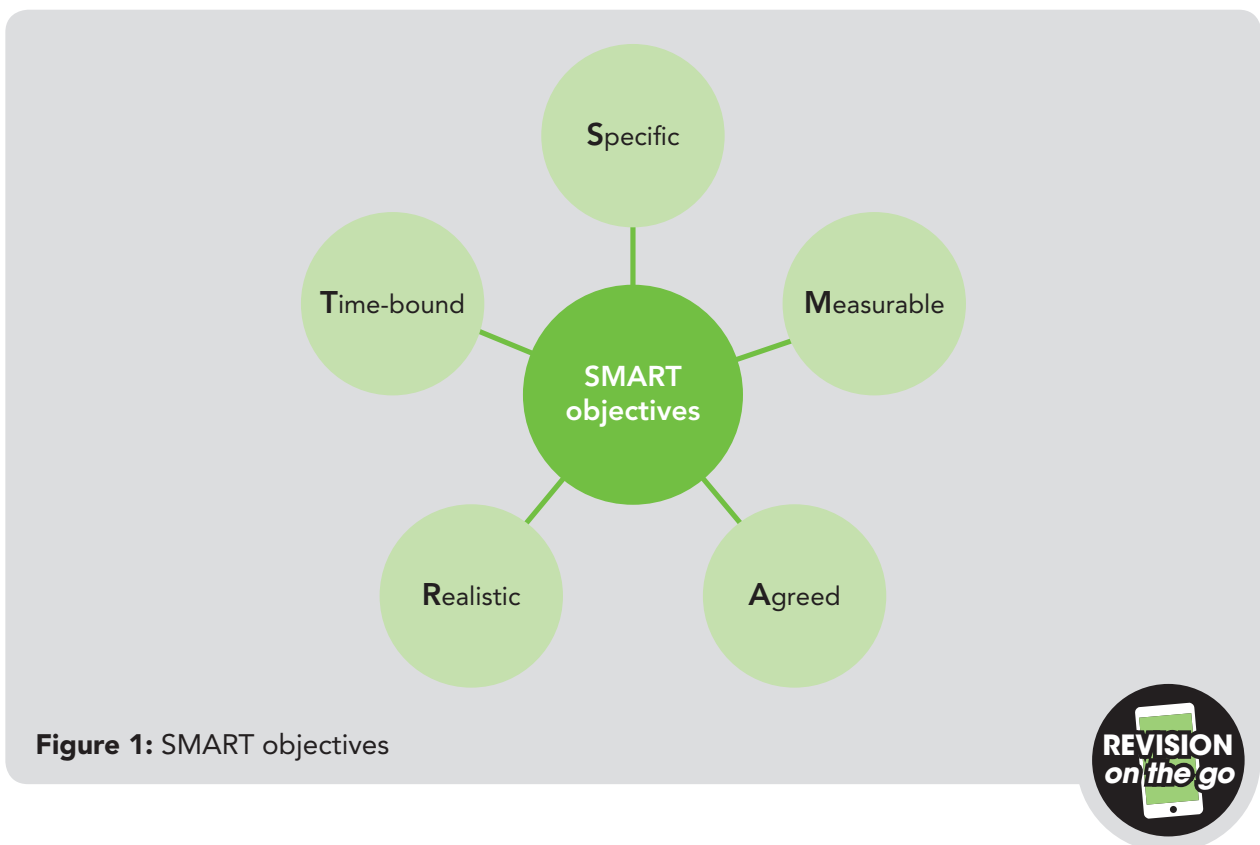 Specific
Time-bound
Measurable
SMART
objectives
Realistic
Agreed
Figure 1: SMART objectives
REVISION
on the go